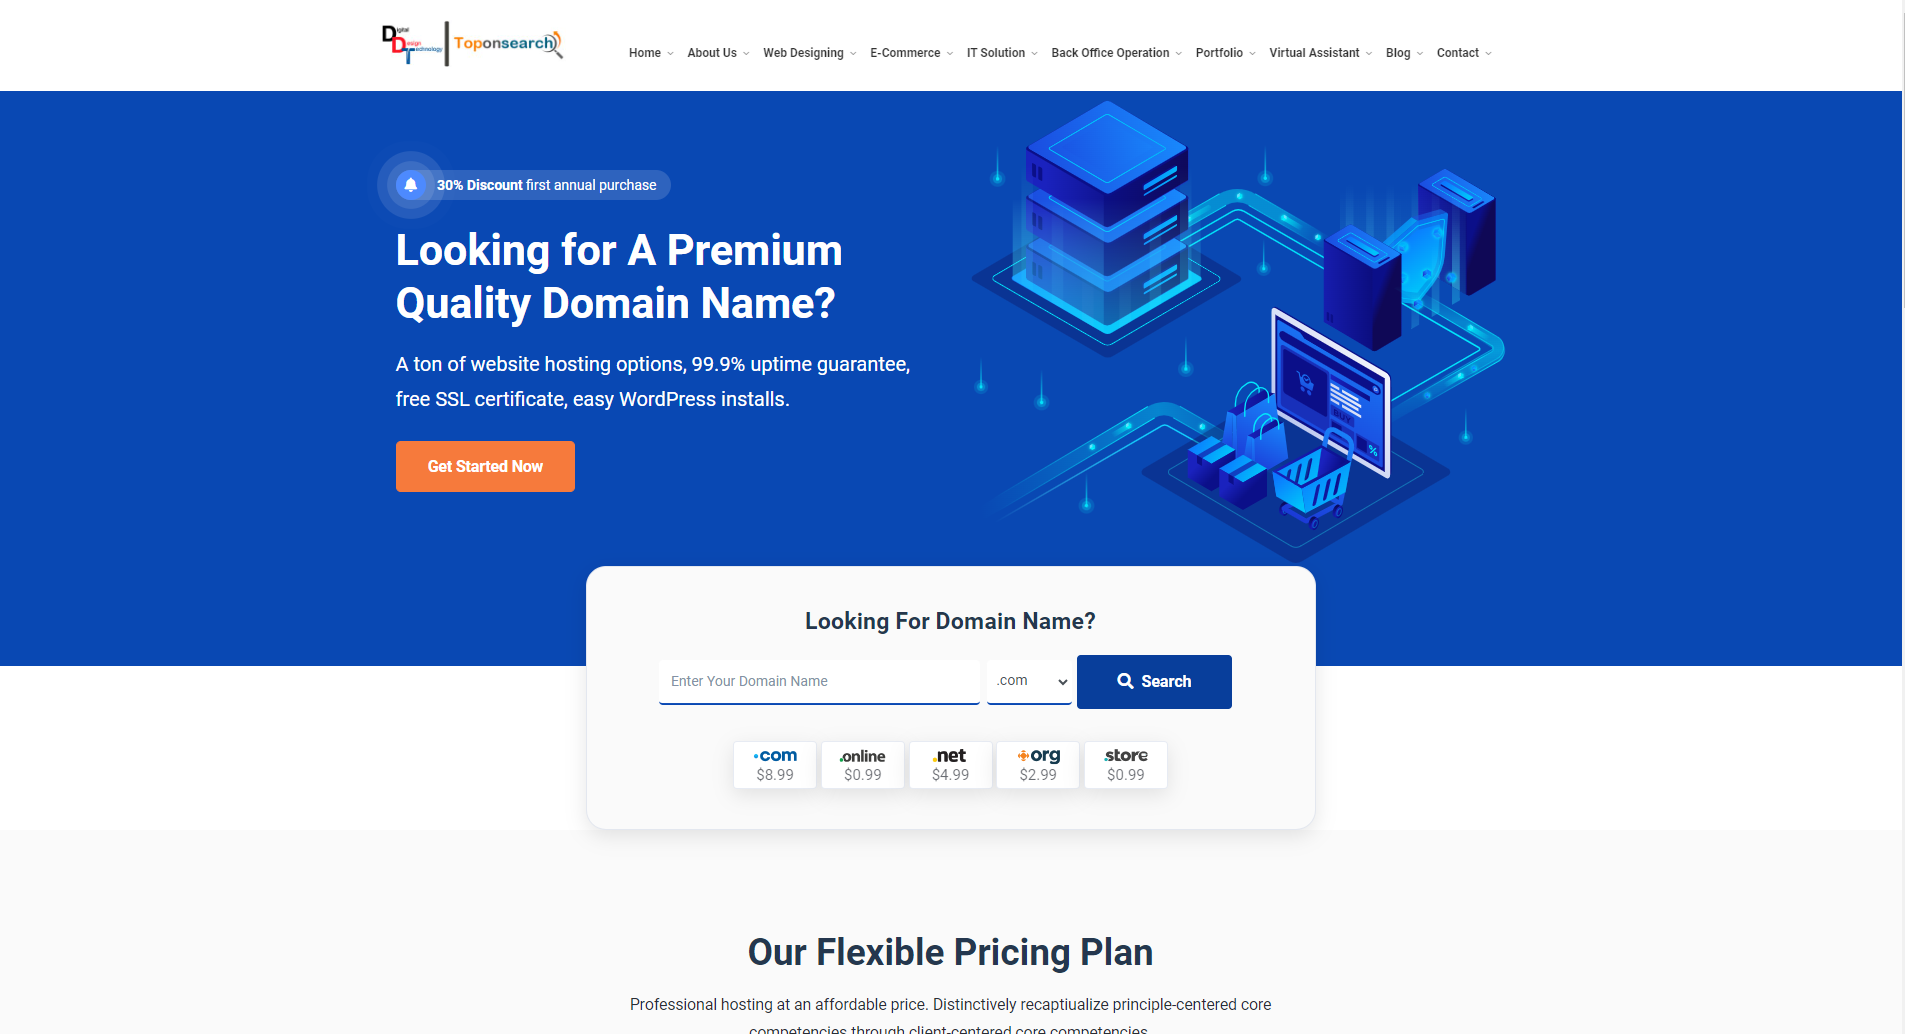 Digital
Design
Technology
Toponsearch
Home
About Us
Web Designing
E-Commerce
IT Solution
Back Office Operation
Portfolio
Virtual Assistant
Blog
Contact
30% Discount first annual purchase
Looking for A Premium
Quality Domain Name?
A ton of website hosting options, 99.9% uptime guarantee,
free SSL certificate, easy WordPress installs.
Get Started Now
BUY
%
Looking For Domain Name?
Enter Your Domain Name
.com
Search
.com
$8.99
.online
$0.99
.net
$4.99
.org
$2.99
.store
$0.99
Our Flexible Pricing Plan
Professional hosting at an affordable price. Distinctively recaptiualize principle-centered core
competencies through client-centered core competencies.